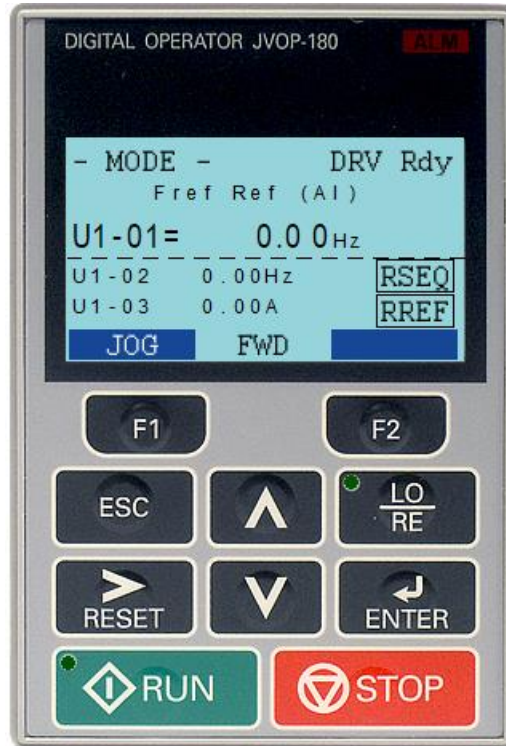 DIGITAL OPERATOR JVOP-180 ALM
- MODE - DRV Rdy
Fref Ref (AI)
U1-01= 0.00Hz
U1-02 0.00Hz RSEQ
U1-03 0.00A RREF
JOG FWD
F1 F2
ESC LO
RE
RESET ENTER
RUN STOP